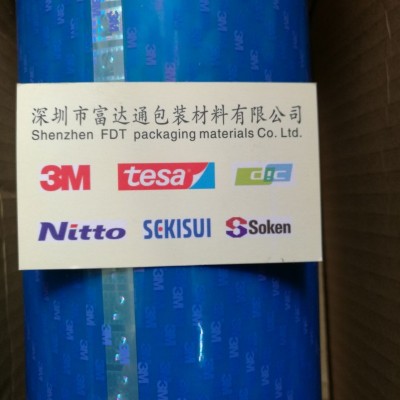 深圳市富达通包装材料有限公司
Shenzhen FDT packaging materials Co. Ltd.
3M tesa dic
Nitto SEKISUI Soken
3M